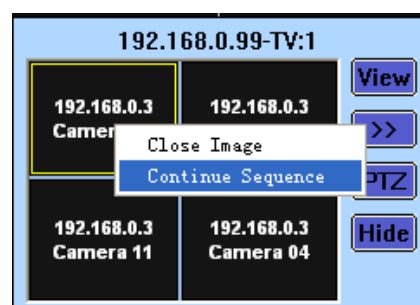 192.168.0.99-TV:1
View
192.168.0.3
192.168.0.3
>>
Close Image
Continue Sequence
192.168.0.3
Camera 11
192.168.0.3
Camera 04
Hide